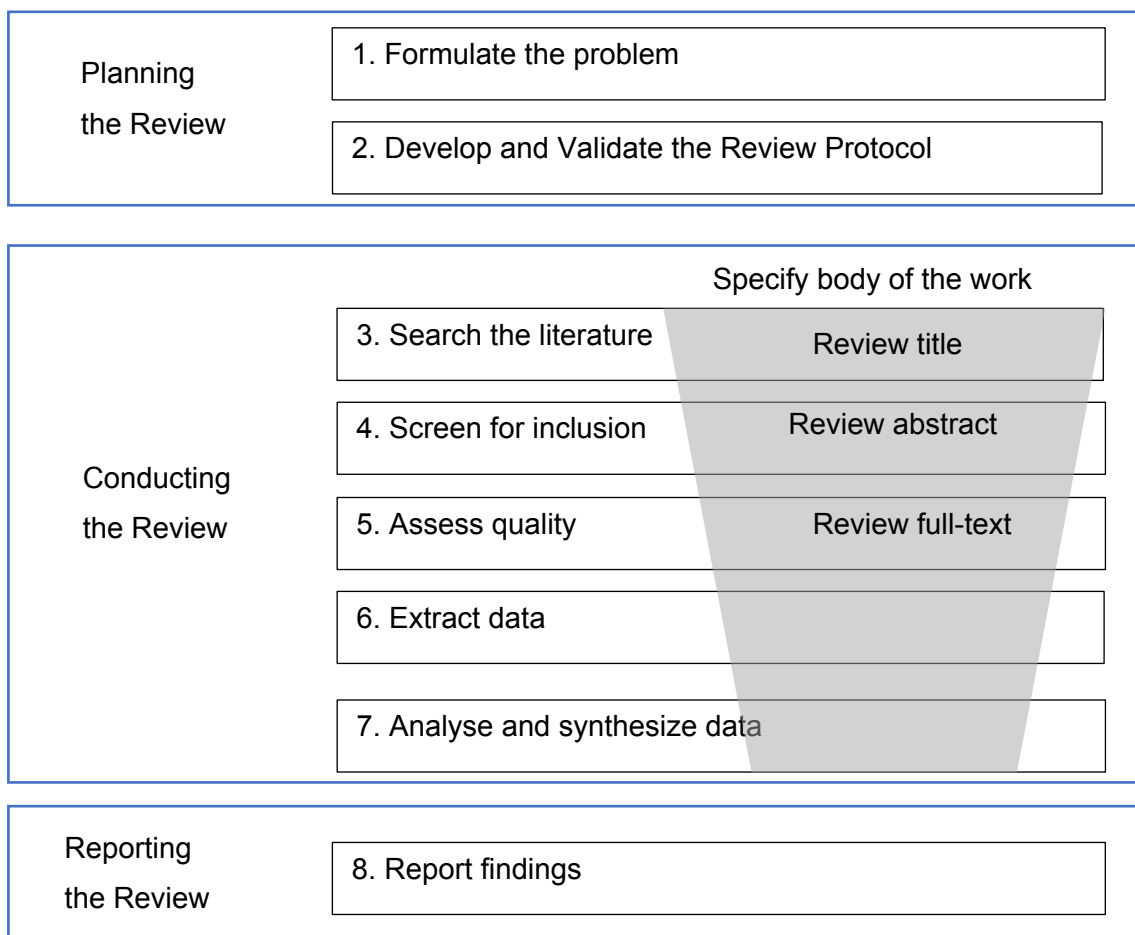 Planning
the Review
1. Formulate the problem
2. Develop and Validate the Review Protocol
Conducting
the Review
Specify body of the work
3. Search the literature
Review title
4. Screen for inclusion
Review abstract
5. Assess quality
Review full-text
6. Extract data
7. Analyse and synthesize data
Reporting
the Review
8. Report findings